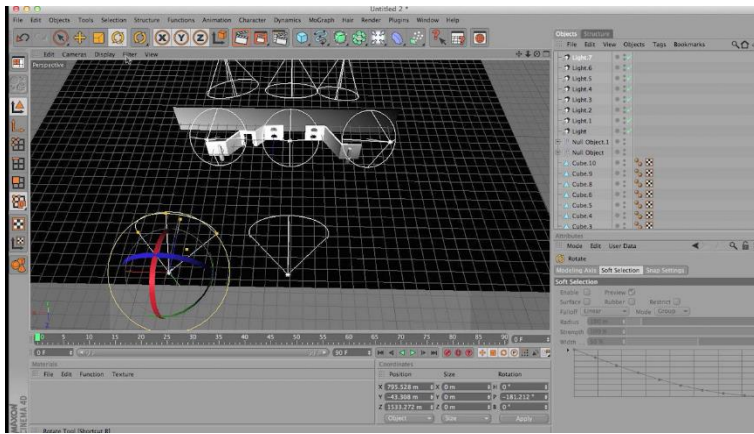 Untitled 2 *
File Edit Objects Tools Selection Structure Functions Animation Character Dynamics MoGraph Hair Render Plugins Window Help
Edit Cameras Display Filter View
Perspective
Objects Structure
File Edit View Objects Tags Bookmarks
Light.7
Light.6
Light.5
Light.4
Light.3
Light.2
Light.1
Light
Null Object.1
Null Object
Cube.10
Cube.9
Cube.8
Cube.6
Cube.5
Cube.4
Cube.3
Attributes
Mode Edit User Data
Rotate
Modeling Axis Soft Selection Snap Settings
Soft Selection
Enable Preview
Surface Rubber Restrict
Falloff Linear Mode Group
Radius
Strength
Width
0 5 10 15 20 25 30 35 40 45 50 55 60 65 70 75 80 85 90 0 F
0 F 90 F 90 F
Materials
File Edit Function Texture
Coordinates
Position Size Rotation
X 795.528 m X 0 m H 0 °
Y -43.308 m Y 0 m P -181.212 °
Z 1533.272 m Z 0 m B 0 °
Object Size Apply
MAXON
CINEMA 4D
Rotate Tool [Shortcut R]